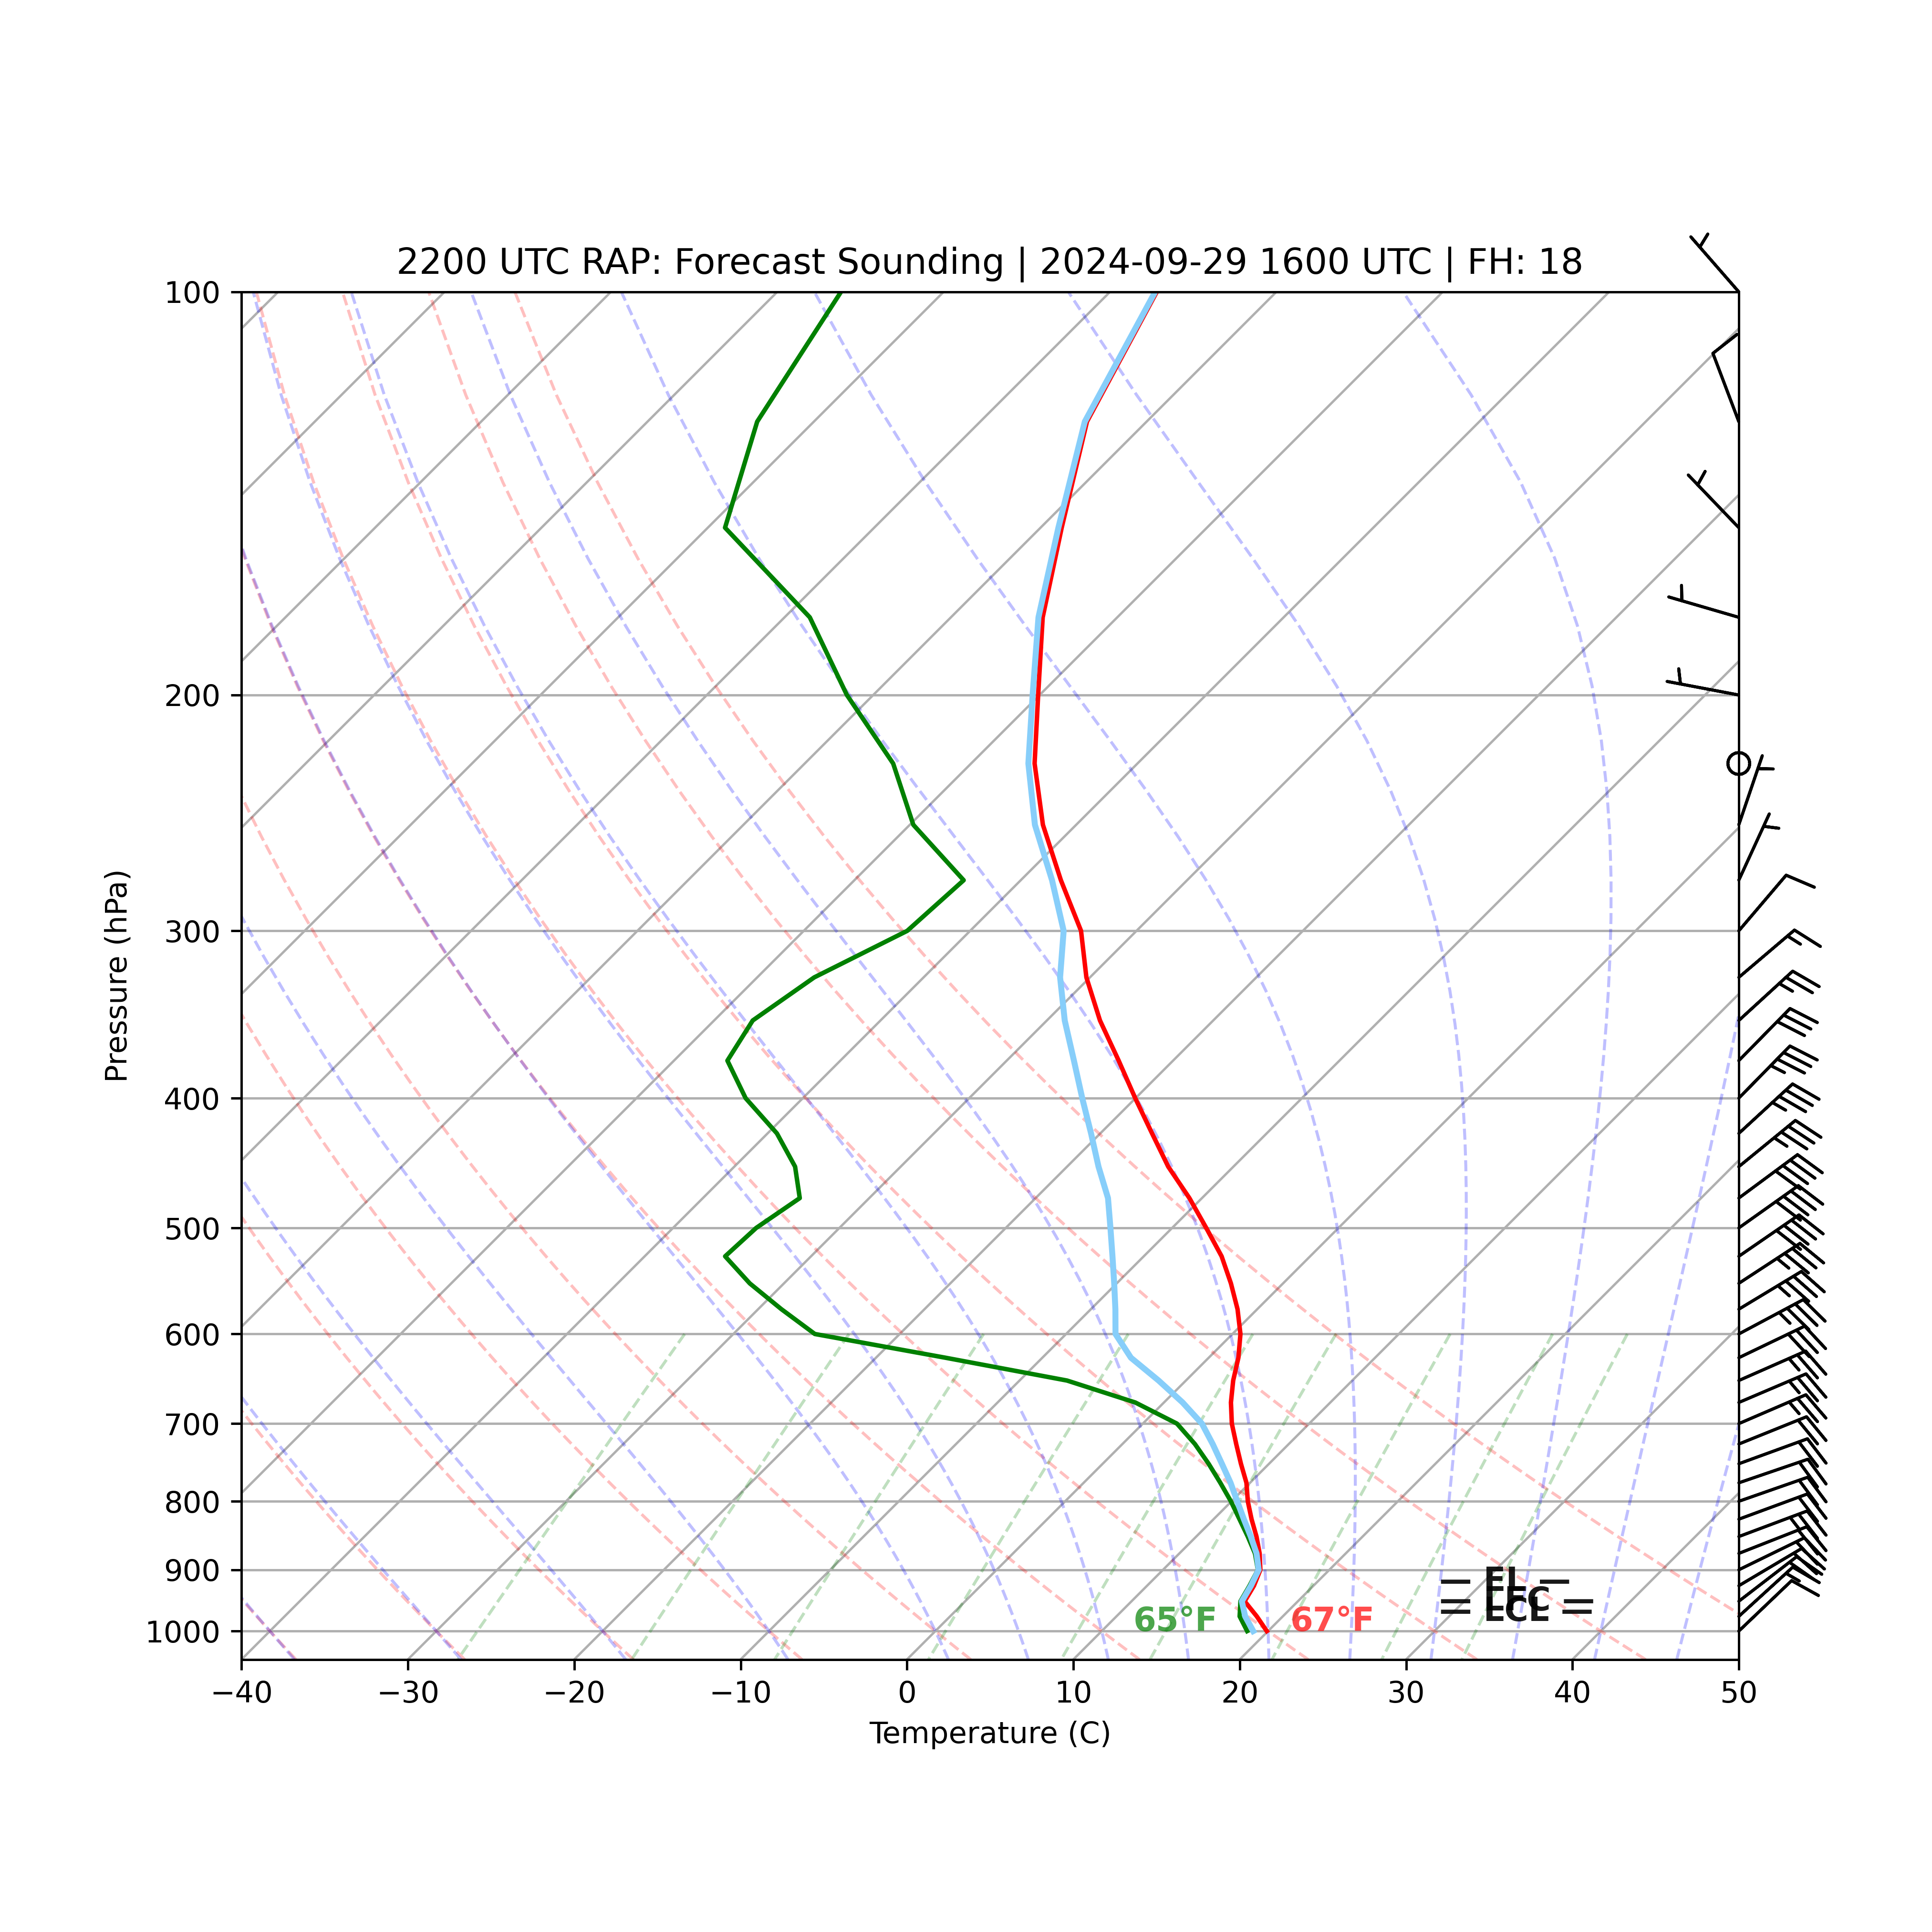 2200 UTC RAP: Forecast Sounding | 2024-09-29 1600 UTC | FH: 18
100
200
300
400
500
600
700
800
900
1000
Pressure (hPa)
— EL —
65°F
67°F
−40 −30 −20 −10 0 10 20 30 40 50
Temperature (C)